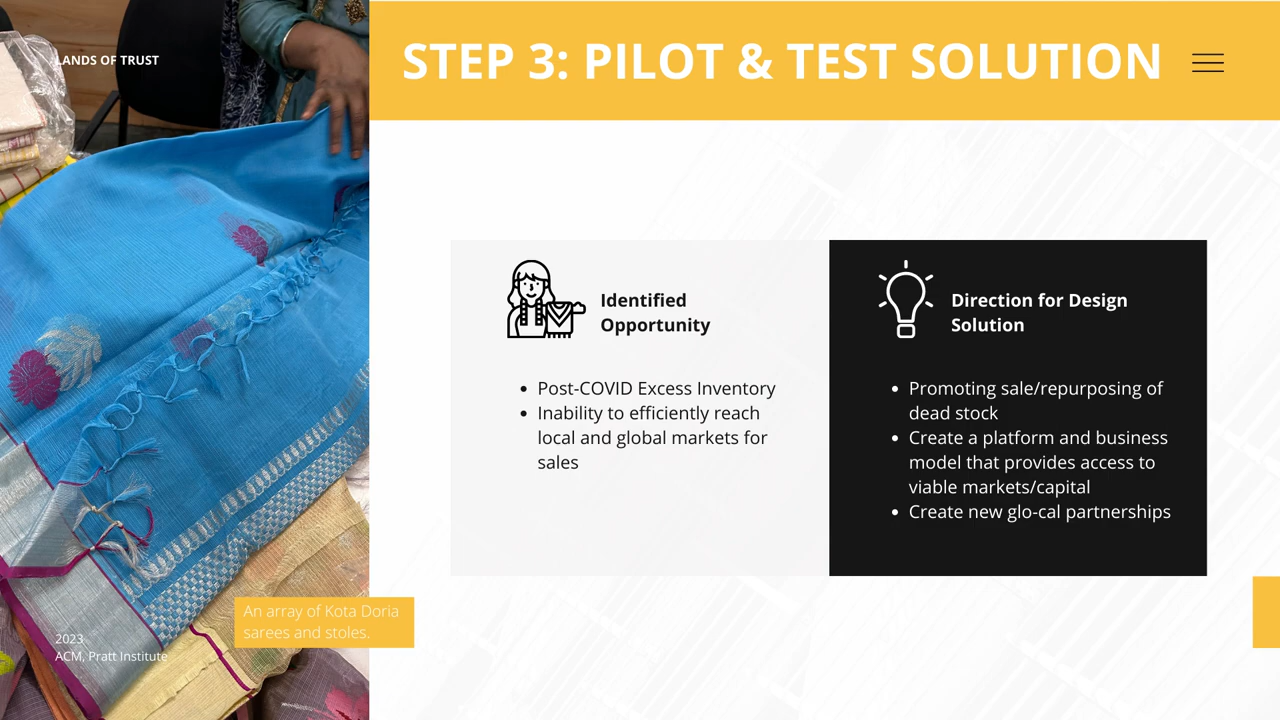 LANDS OF TRUST
STEP 3: PILOT & TEST SOLUTION
Identified
Opportunity
Post-COVID Excess Inventory
Inability to efficiently reach
local and global markets for
sales
Direction for Design
Solution
Promoting sale/repurposing of
dead stock
Create a platform and business
model that provides access to
viable markets/capital
Create new glo-cal partnerships
An array of Kota Doria
sarees and stoles.
2023
ACM, Pratt Institute